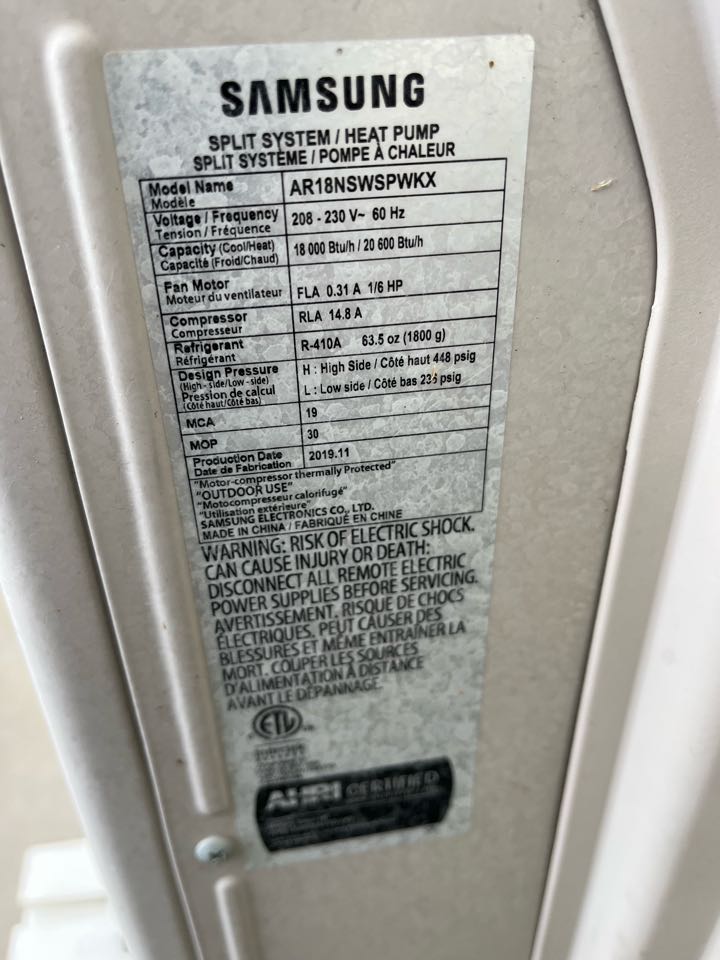 SAMSUNG
SPLIT SYSTEM / HEAT PUMP
SPLIT SYSTÈME / POMPE À CHALEUR
Model Name
Modèle
AR18NSWSPWKX
Voltage / Frequency
Tension / Fréquence
208 - 230 V~ 60 Hz
Capacity (Cool/Heat)
Capacité (Froid/Chaud)
18 000 Btu/h / 20 600 Btu/h
Fan Motor
Moteur du ventilateur
FLA 0.31 A 1/6 HP
Compressor
Compresseur
RLA 14.8 A
Refrigerant
Réfrigérant
R-410A 63.5 oz (1800 g)
Design Pressure
(High - side/Low - side)
Pression de calcul
(Côté haut/Côté bas)
H : High Side / Côté haut 448 psig
L : Low side / Côté bas 236 psig
MCA
19
MOP
30
Production Date
Date de Fabrication
2019.11
"Motor-compressor thermally Protected"
"OUTDOOR USE"
"Motocompresseur calorifugé"
"Utilisation extérieure"
SAMSUNG ELECTRONICS CO., LTD.
MADE IN CHINA / FABRIQUÉ EN CHINE
WARNING: RISK OF ELECTRIC SHOCK.
CAN CAUSE INJURY OR DEATH:
DISCONNECT ALL REMOTE ELECTRIC
POWER SUPPLIES BEFORE SERVICING.
AVERTISSEMENT. RISQUE DE CHOCS
ÉLECTRIQUES, PEUT CAUSER DES
BLESSURES ET MÊME ENTRAÎNER LA
MORT. COUPER LES SOURCES
D'ALIMENTATION À DISTANCE
AVANT LE DÉPANNAGE.
ETL
AHRI CERTIFIED